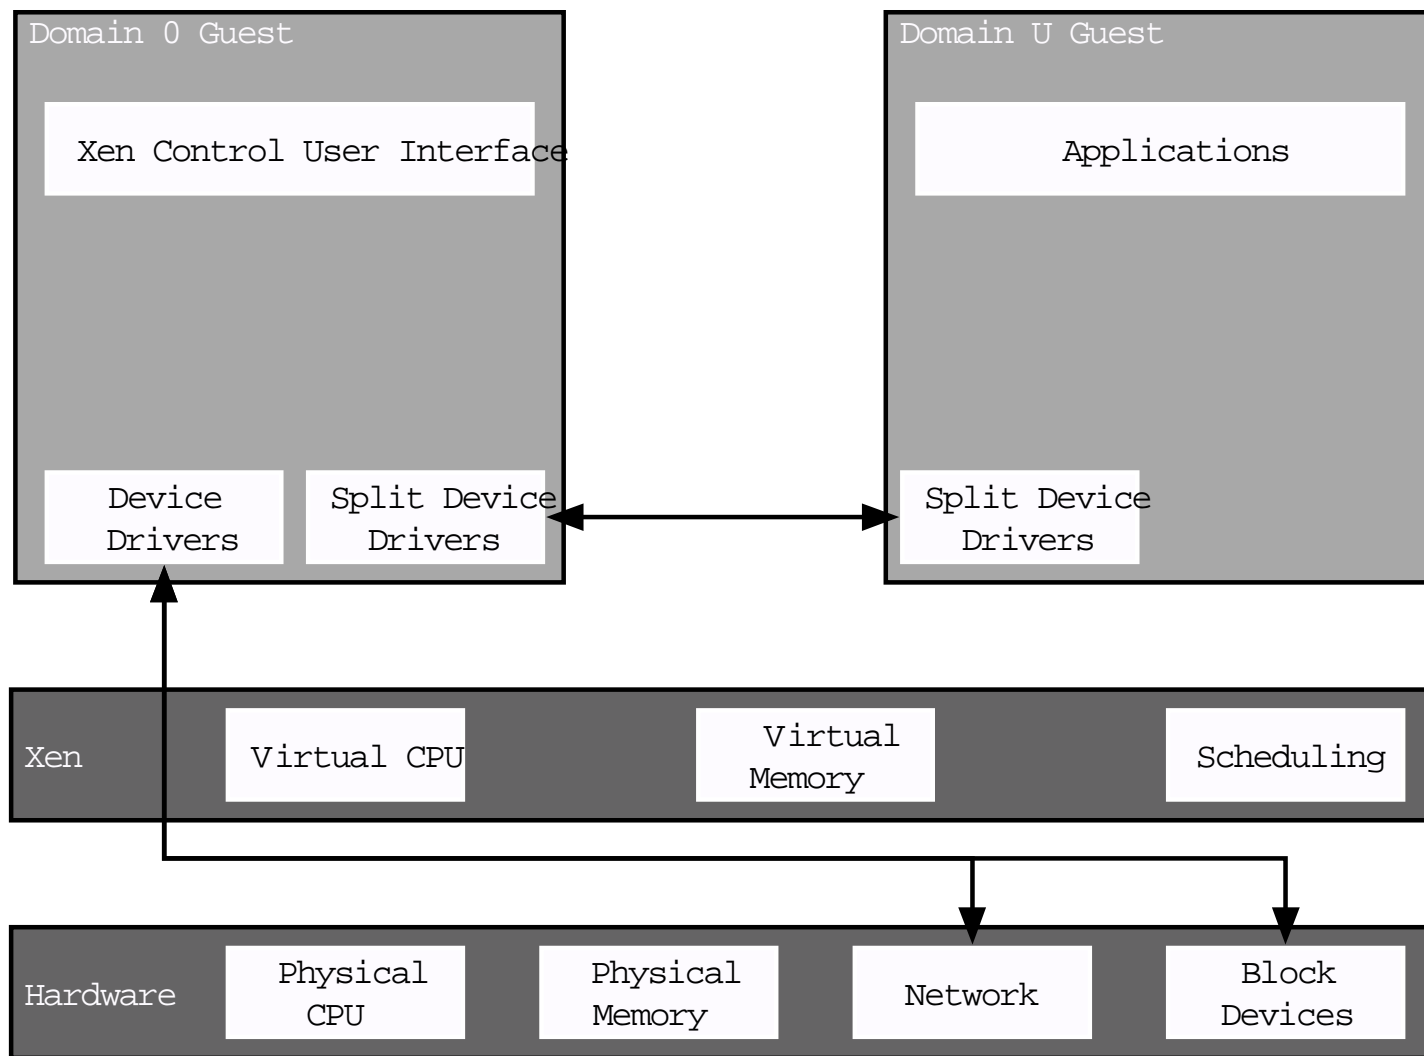 Domain 0 Guest
Domain U Guest
Xen Control User Interface
Applications
Device
Drivers
Split Device
Drivers
Split Device
Drivers
Xen
Virtual CPU
Virtual
Memory
Scheduling
Hardware
Physical
CPU
Physical
Memory
Network
Block
Devices